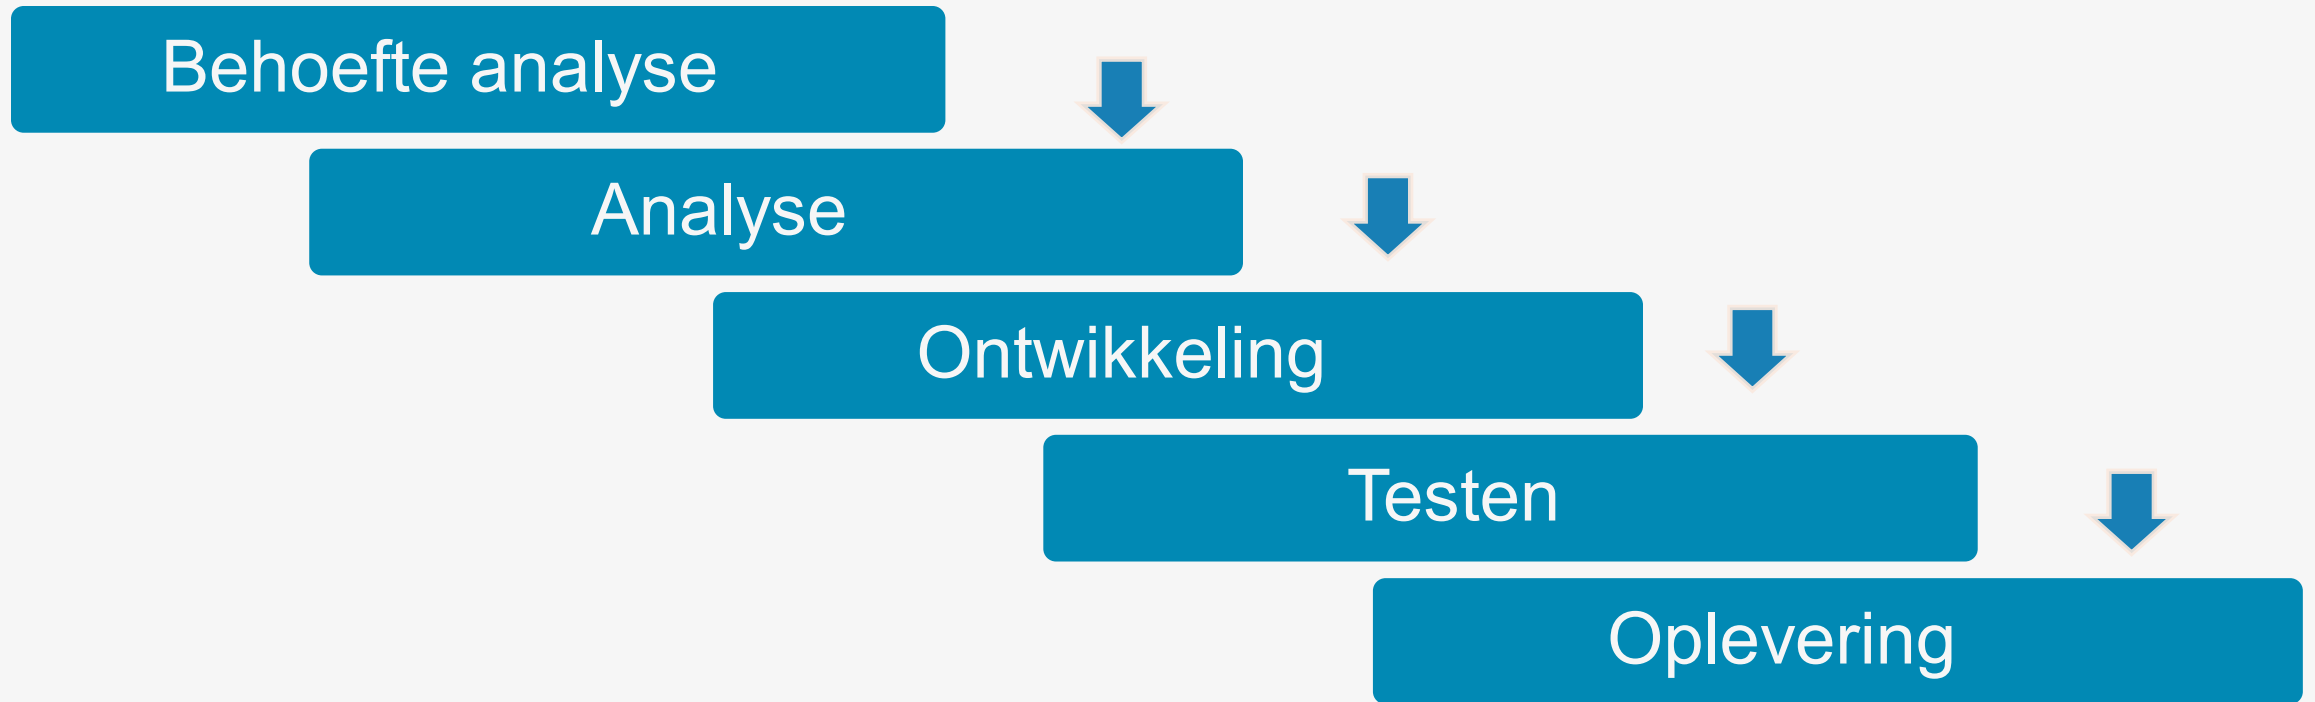 Behoefte analyse
Analyse
Ontwikkeling
Testen
Oplevering